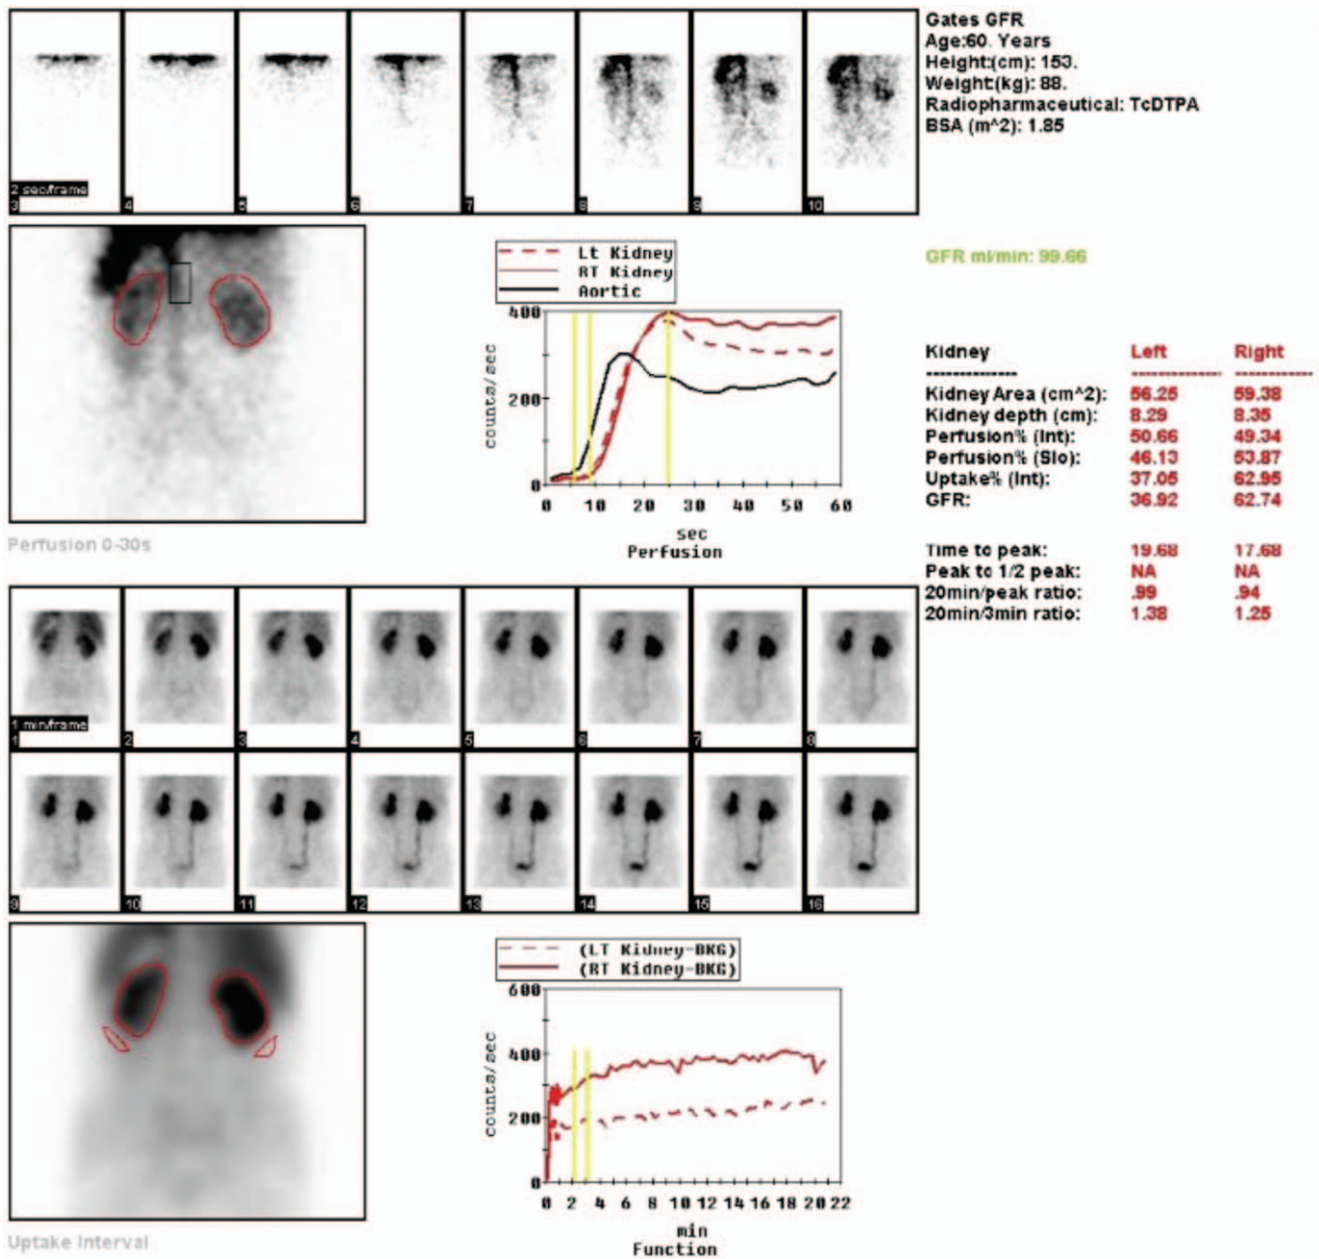 Gates GFR
Age:60. Years
Height:(cm): 153.
Weight:(kg): 88.
Radiopharmaceutical: TcDTPA
BSA (m^2): 1.85
2 sec/frame
3 4 5 6 7 8 9 10
GFR ml/min: 99.66
Lt Kidney
RT Kidney
Aortic
400
200
0
counts/sec
0 10 20 30 40 50 60
sec
Perfusion
Perfusion 0-30s
Kidney Left Right
------------- ------------- -------------
Kidney Area (cm^2): 56.25 59.38
Kidney depth (cm): 8.29 8.35
Perfusion% (Int): 50.66 49.34
Perfusion% (Slo): 46.13 53.87
Uptake% (Int): 37.05 62.95
GFR: 36.92 62.74
Time to peak: 19.68 17.68
Peak to 1/2 peak: NA NA
20min/peak ratio: .99 .94
20min/3min ratio: 1.38 1.25
1 min/frame
1 2 3 4 5 6 7 8
9 10 11 12 13 14 15 16
(LT Kidney-BKG)
(RT Kidney-BKG)
600
400
200
0
counts/sec
0 2 4 6 8 10 12 14 16 18 20 22
min
Function
Uptake Interval